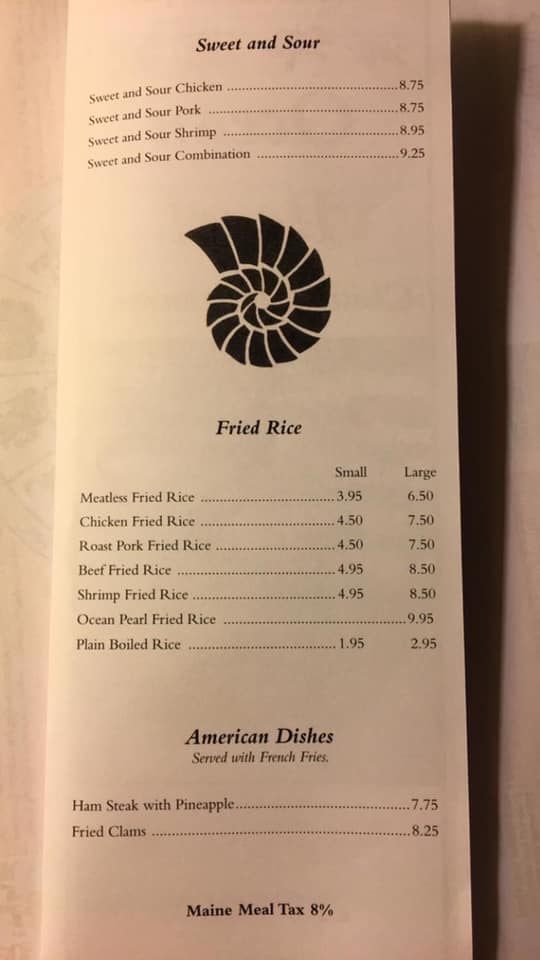 Sweet and Sour
Sweet and Sour Chicken ..................................................8.75
Sweet and Sour Pork ......................................................8.75
Sweet and Sour Shrimp ...................................................8.95
Sweet and Sour Combination .........................................9.25
Fried Rice
Small Large
Meatless Fried Rice ....................................3.95 6.50
Chicken Fried Rice ....................................4.50 7.50
Roast Pork Fried Rice ................................4.50 7.50
Beef Fried Rice ..........................................4.95 8.50
Shrimp Fried Rice ......................................4.95 8.50
Ocean Pearl Fried Rice ...................................................9.95
Plain Boiled Rice .......................................1.95 2.95
American Dishes
Served with French Fries.
Ham Steak with Pineapple...............................................7.75
Fried Clams ....................................................................8.25
Maine Meal Tax 8%